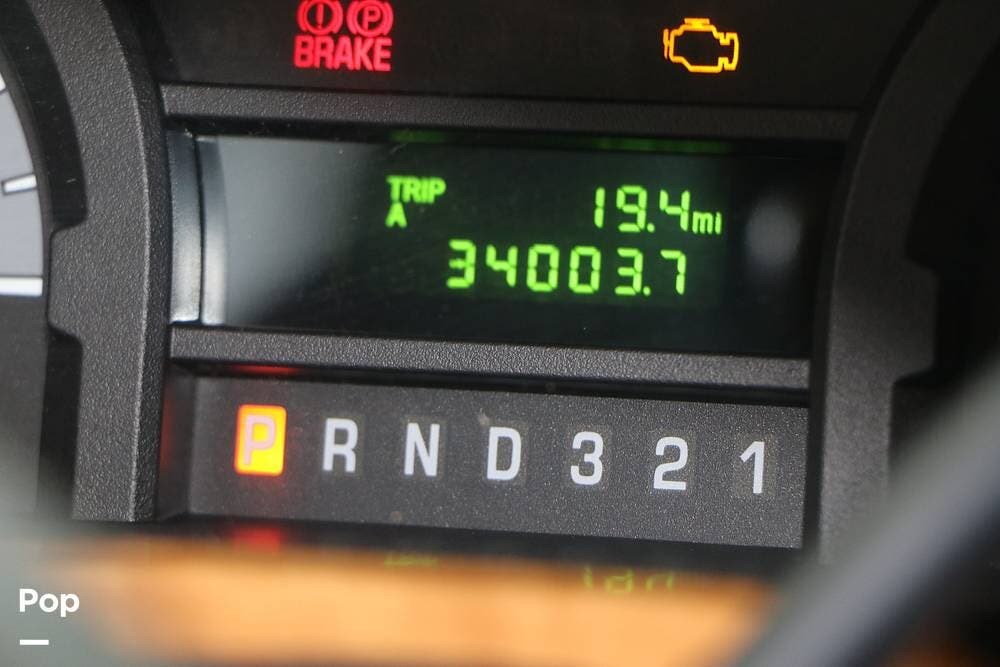 BRAKE
TRIP A 19.4mi
34003.7
P R N D 3 2 1
Pop